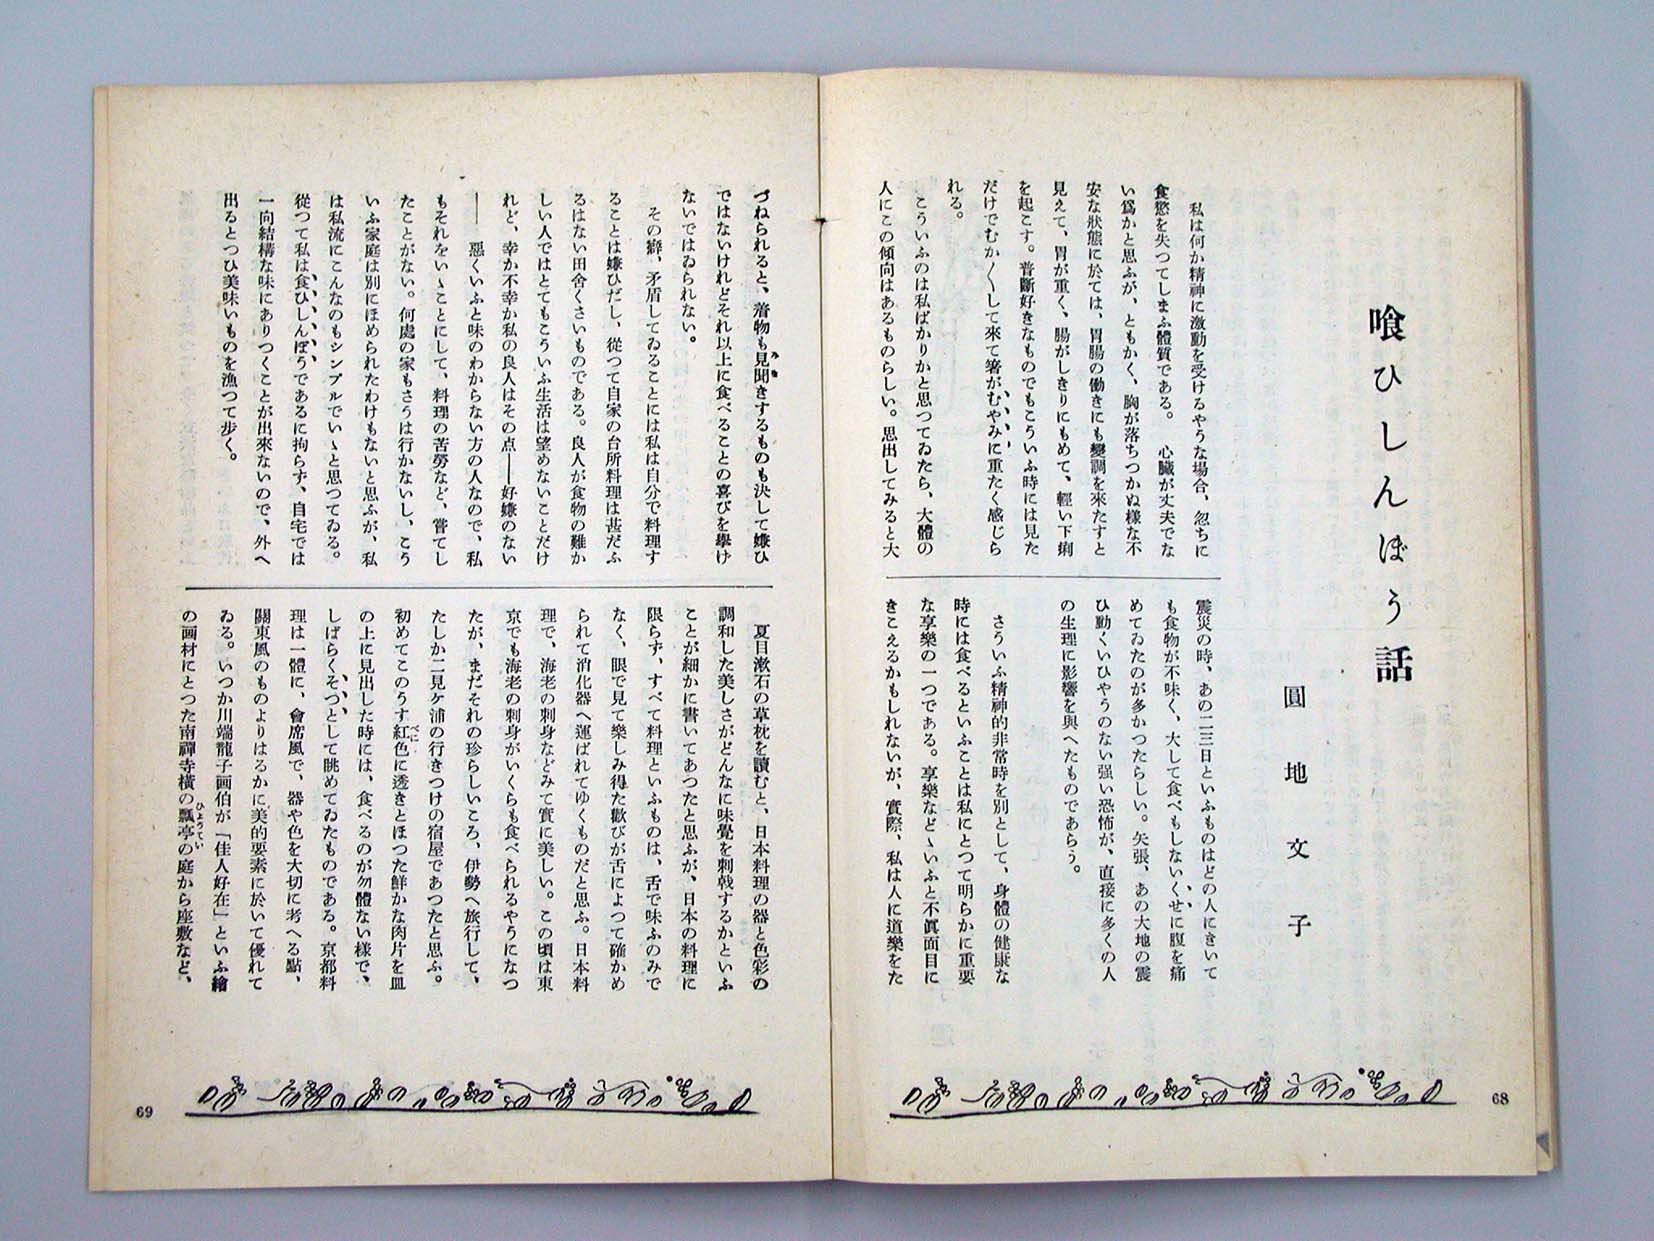 喰ひしんぼう話
圓地文子
私は何か精神に激動を受けるやうな場合、忽ちに
食慾を失つてしまふ體質である。　心臓が丈夫でな
い爲かと思ふが、ともかく、胸が落ちつかぬ樣な不
安な狀態に於ては、胃腸の働きにも變調を來たすと
見えて、胃が重く、腸がしきりにもめて、輕い下痢
を起こす。普斷好きなものでもこういふ時には見た
だけでむか〳〵して來て箸がむやみに重たく感じら
れる。
こういふのは私ばかりかと思つてゐたら、大體の
人にこの傾向はあるものらしい。思出してみると大
震災の時、あの二三日といふものはどの人にきいて
も食物が不味く、大して食べもしないくせに腹を痛
めてゐたのが多かつたらしい。矢張、あの大地の震
ひ動くいひやうのない强い恐怖が、直接に多くの人
の生理に影響を與へたものであらう。
さういふ精神的非常時を別として、身體の健康な
時には食べるといふことは私にとつて明らかに重要
な享樂の一つである。享樂などゝいふと不眞面目に
きこえるかもしれないが、實際、私は人に道樂をた
68
づねられると、着物も見聞きするものも決して嫌ひ
ではないけれどそれ以上に食べることの喜びを擧げ
ないではゐられない。
その癖、矛盾してゐることには私は自分で料理す
ることは嫌ひだし、從つて自家の台所料理は甚だふ
るはない田舍くさいものである。良人が食物の難か
しい人ではとてもこういふ生活は望めないことだけ
れど、幸か不幸か私の良人はその点――好嫌のない
――　惡くいふと味のわからない方の人なので、私
もそれをいゝことにして、料理の苦勞など、嘗てし
たことがない。何處の家もさうは行かないし、こう
いふ家庭は別にほめられたわけもないと思ふが、私
は私流にこんなのもシンプルでいゝと思つてゐる。
從つて私は食ひしんぼうであるに拘らず、自宅では
一向結構な味にありつくことが出來ないので、外へ
出るとつひ美味いものを漁つて步く。
夏目漱石の草枕を讀むと、日本料理の器と色彩の
調和した美しさがどんなに味覺を刺戟するかといふ
ことが細かに書いてあつたと思ふが、日本の料理に
限らず、すべて料理といふものは、舌で味ふのみで
なく、眼で見て樂しみ得た歡びが舌によつて確かめ
られて消化器へ運ばれてゆくものだと思ふ。日本料
理で、海老の刺身などみて實に美しい。この頃は東
京でも海老の刺身がいくらも食べられるやうになつ
たが、まだそれの珍らしいころ、伊勢へ旅行して、
たしか二見ケ浦の行きつけの宿屋であつたと思ふ。
初めてこのうす紅色に透きとほつた鮮かな肉片を皿
の上に見出した時には、食べるのが勿體ない樣で、
しばらくそつとして眺めてゐたものである。京都料
理は一體に、會席風で、器や色を大切に考へる點、
關東風のものよりはるかに美的要素に於いて優れて
ゐる。いつか川端龍子画伯が「佳人好在」といふ繪
の画材にとつた南禪寺橫の瓢亭の庭から座敷など、
69